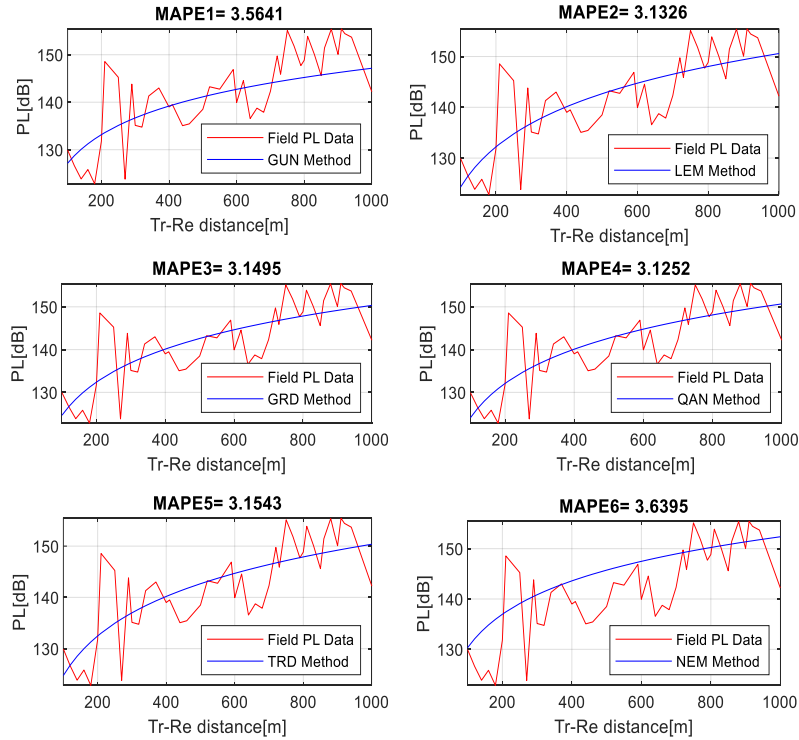 MAPE1= 3.5641
PL[dB]
150
140
130
Field PL Data
GUN Method
200 400 600 800 1000
Tr-Re distance[m]
MAPE2= 3.1326
PL[dB]
150
140
130
Field PL Data
LEM Method
200 400 600 800 1000
Tr-Re distance[m]
MAPE3= 3.1495
PL[dB]
150
140
130
Field PL Data
GRD Method
200 400 600 800 1000
Tr-Re distance[m]
MAPE4= 3.1252
PL[dB]
150
140
130
Field PL Data
QAN Method
200 400 600 800 1000
Tr-Re distance[m]
MAPE5= 3.1543
PL[dB]
150
140
130
Field PL Data
TRD Method
200 400 600 800 1000
Tr-Re distance[m]
MAPE6= 3.6395
PL[dB]
150
140
130
Field PL Data
NEM Method
200 400 600 800 1000
Tr-Re distance[m]